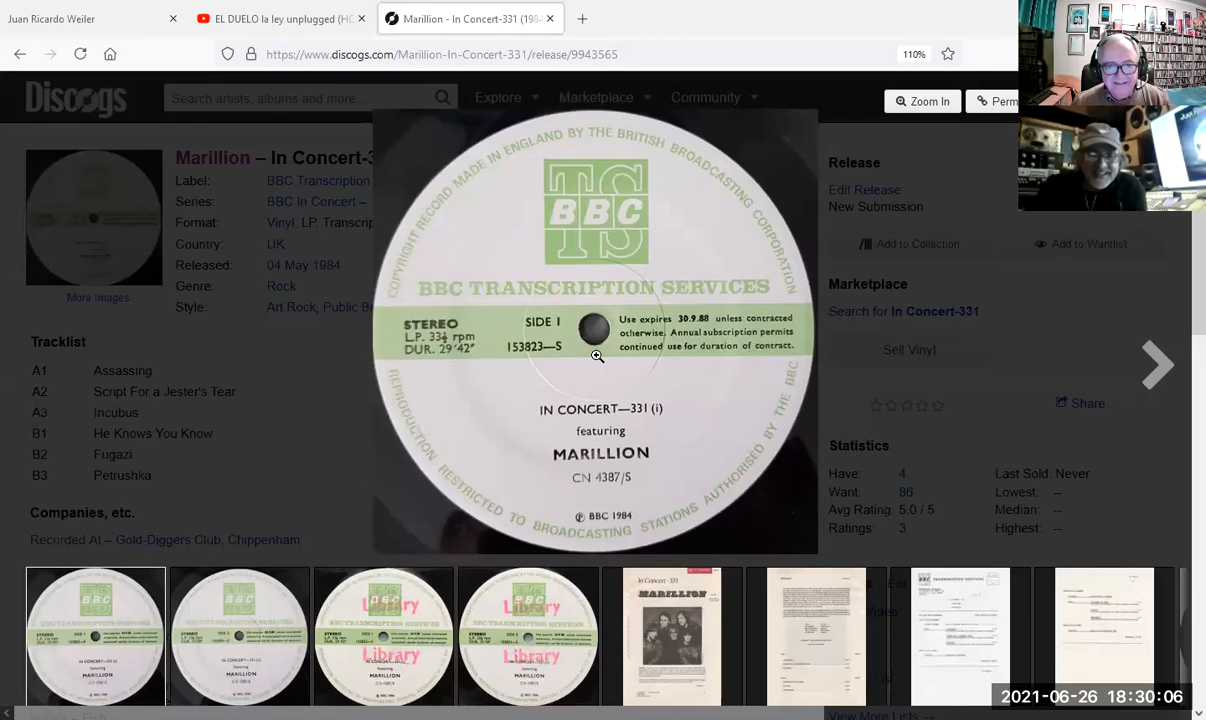 Juan Ricardo Weiler
EL DUELO la ley unplugged (HC
Marillion - In Concert-331 (198
https://www.discogs.com/Marillion-In-Concert-331/release/9943565
110%
Discogs
Search artists, albums and more...
Explore
Marketplace
Community
Zoom In
Perm
Marillion – In Concert-3
Label: BBC Transcription
Series: BBC In Concert –
Format: Vinyl, LP, Transcrip
Country: UK
Released: 04 May 1984
Genre: Rock
Style: Art Rock, Public Br
More Images
Tracklist
A1 Assassing
A2 Script For a Jester's Tear
A3 Incubus
B1 He Knows You Know
B2 Fugazi
B3 Petrushka
Companies, etc.
Recorded At – Gold-Diggers Club, Chippenham
COPYRIGHT RECORD MADE IN ENGLAND BY THE BRITISH BROADCASTING CORPORATION
TS
BBC
TS
BBC TRANSCRIPTION SERVICES
STEREO
L.P. 33⅓ rpm
DUR. 29'42"
SIDE 1
153823—S
Use expires 30.9.88 unless contracted
otherwise. Annual subscription permits
continued use for duration of contract.
IN CONCERT—331 (i)
featuring
MARILLION
CN 4387/S
℗ BBC 1984
REPRODUCTION RESTRICTED TO BROADCASTING STATIONS AUTHORISED BY THE BBC
Release
Edit Release
New Submission
Add to Collection
Add to Wantlist
Marketplace
Search for In Concert-331
Sell Vinyl
Share
Statistics
Have: 4
Want: 86
Avg Rating: 5.0 / 5
Ratings: 3
Last Sold: Never
Lowest: --
Median: --
Highest: --
Library
Library
Library
Library
In Concert-331
MARILLION
2021-06-26 18:30:06
View More Lists